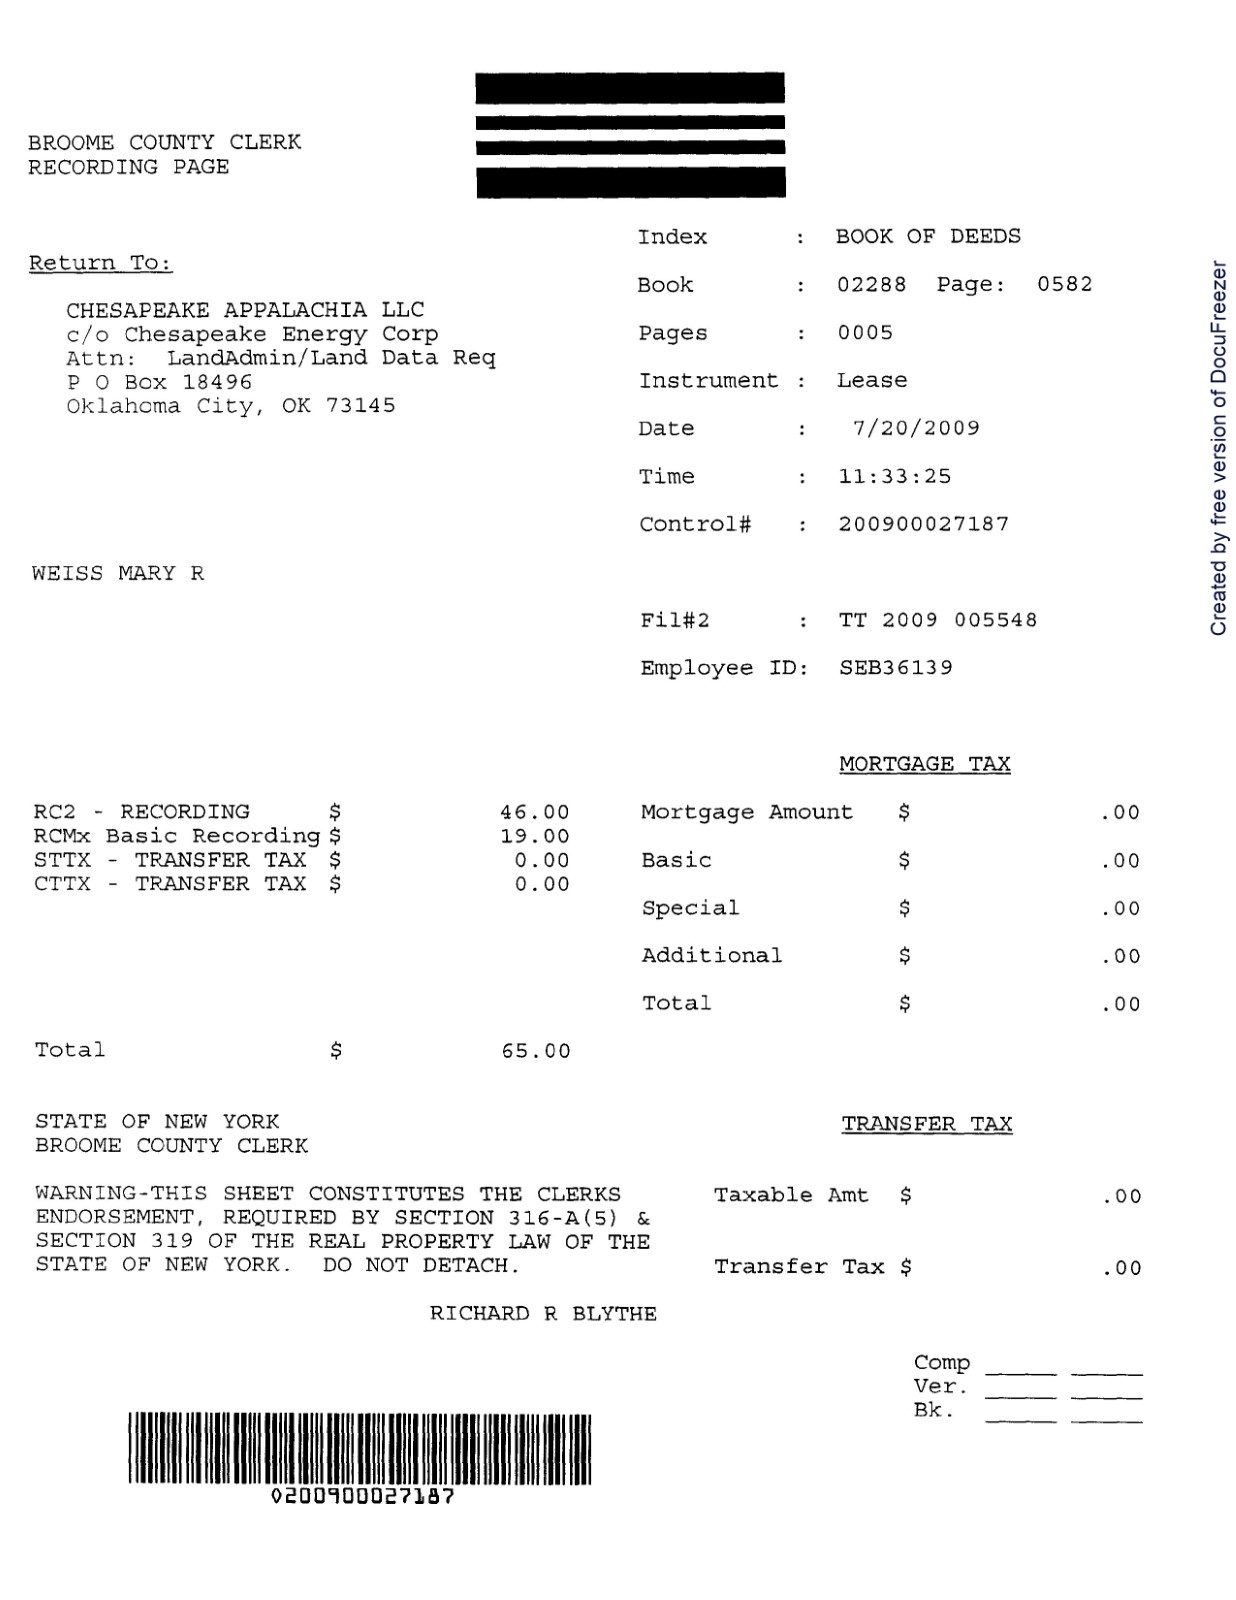 BROOME COUNTY CLERK
RECORDING PAGE
Return To:
CHESAPEAKE APPALACHIA LLC
c/o Chesapeake Energy Corp
Attn: LandAdmin/Land Data Req
P O Box 18496
Oklahoma City, OK 73145
Index : BOOK OF DEEDS
Book : 02288 Page: 0582
Pages : 0005
Instrument : Lease
Date : 7/20/2009
Time : 11:33:25
Control# : 200900027187
WEISS MARY R
Fil#2 : TT 2009 005548
Employee ID: SEB36139
MORTGAGE TAX
RC2 - RECORDING $ 46.00
RCMx Basic Recording $ 19.00
STTX - TRANSFER TAX $ 0.00
CTTX - TRANSFER TAX $ 0.00
Total $ 65.00
Mortgage Amount $ .00
Basic $ .00
Special $ .00
Additional $ .00
Total $ .00
STATE OF NEW YORK
BROOME COUNTY CLERK
WARNING-THIS SHEET CONSTITUTES THE CLERKS
ENDORSEMENT, REQUIRED BY SECTION 316-A(5) &
SECTION 319 OF THE REAL PROPERTY LAW OF THE
STATE OF NEW YORK. DO NOT DETACH.
RICHARD R BLYTHE
TRANSFER TAX
Taxable Amt $ .00
Transfer Tax $ .00
Comp
Ver.
Bk.
0200900027187
Created by free version of DocuFreezer